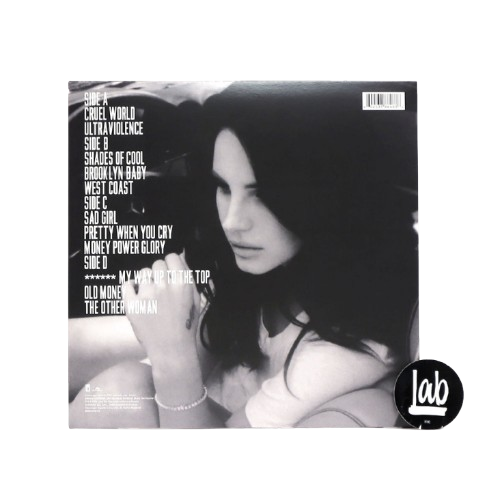 SIDE A
CRUEL WORLD
ULTRAVIOLENCE
SIDE B
SHADES OF COOL
BROOKLYN BABY
WEST COAST
SIDE C
SAD GIRL
PRETTY WHEN YOU CRY
MONEY POWER GLORY
SIDE D
****** MY WAY UP TO THE TOP
OLD MONEY
THE OTHER WOMAN
Lab